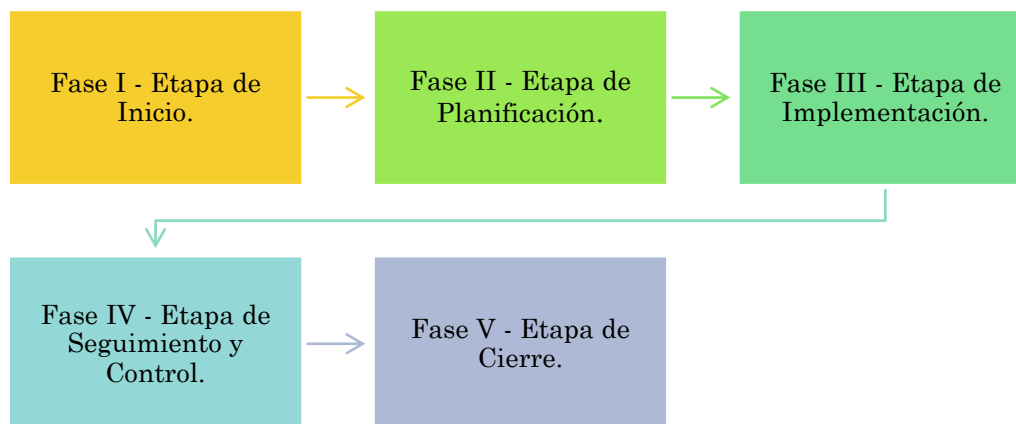 Fase I - Etapa de
Inicio.
Fase II - Etapa de
Planificación.
Fase III - Etapa de
Implementación.
Fase IV - Etapa de
Seguimiento y
Control.
Fase V - Etapa de
Cierre.